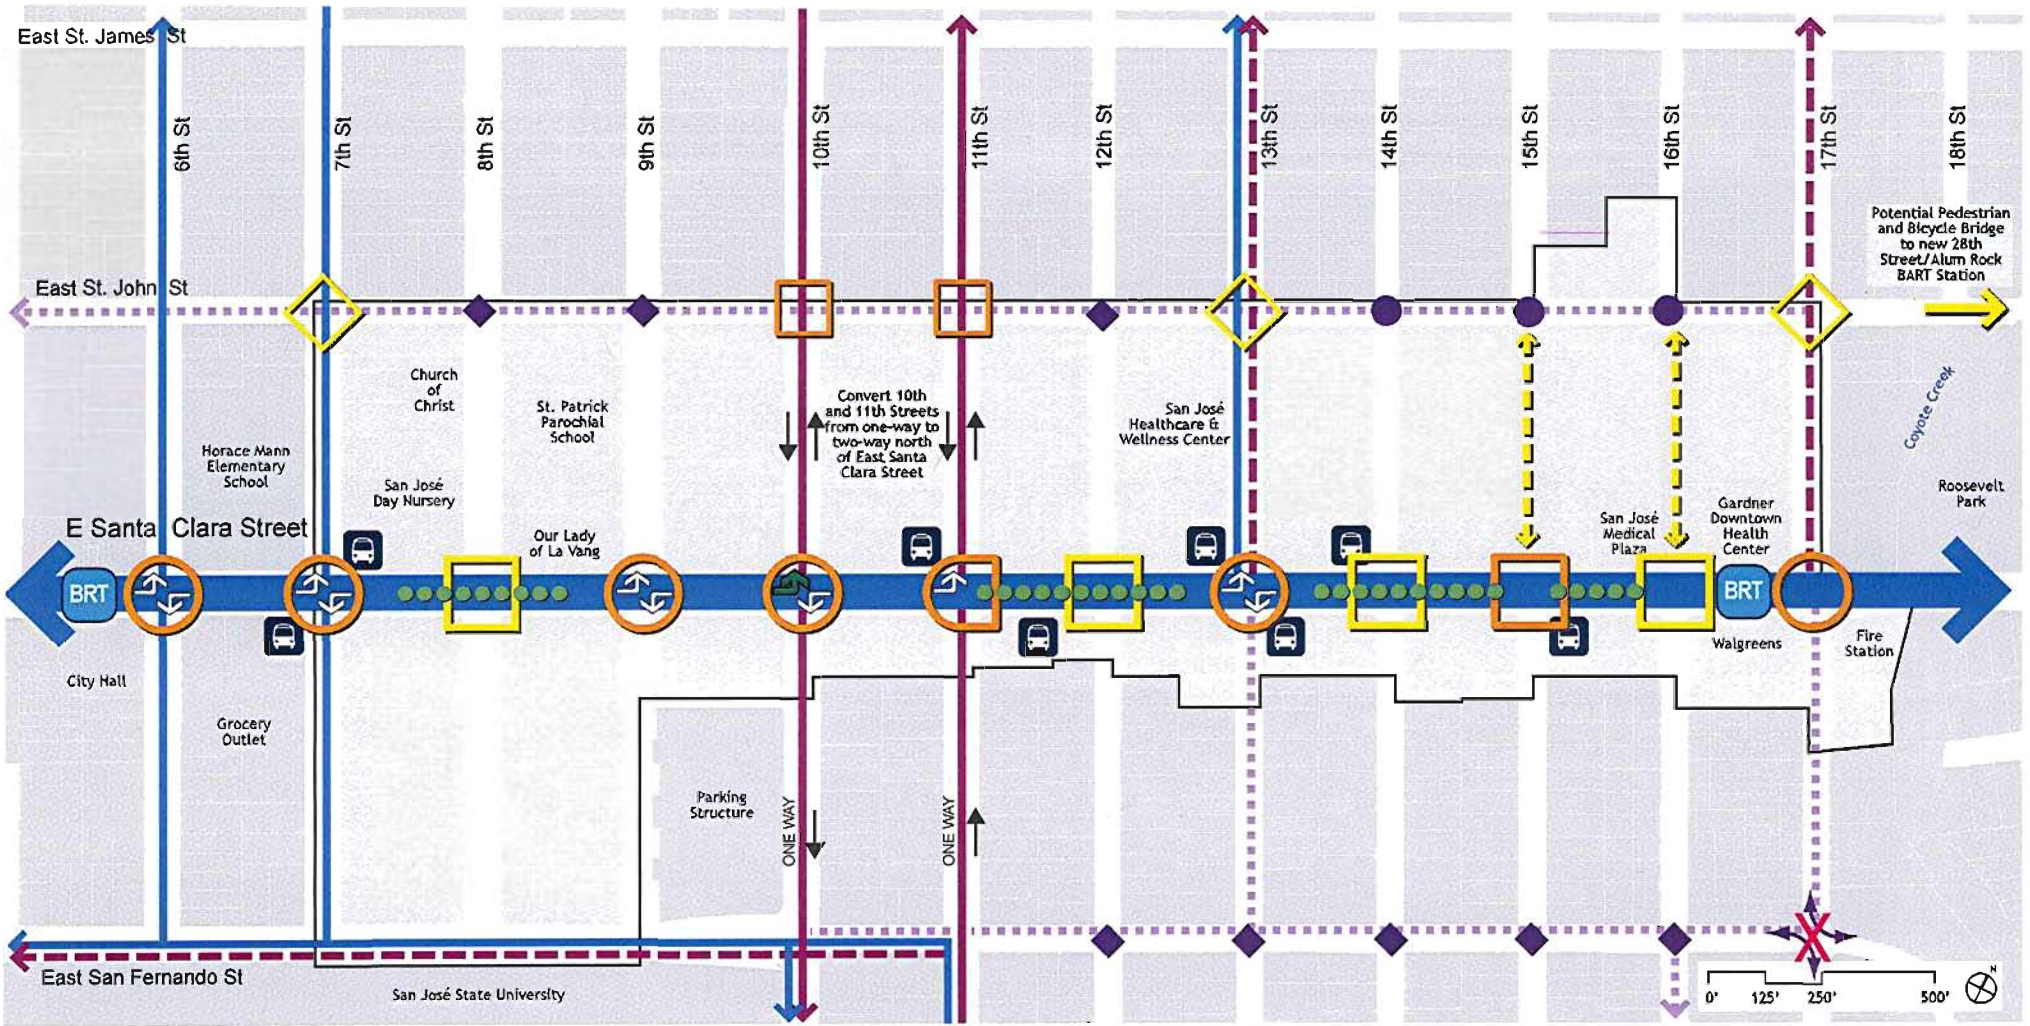 East St. James St
6th St
7th St
8th St
9th St
10th St
11th St
12th St
13th St
14th St
15th St
16th St
17th St
18th St
Potential Pedestrian
and Bicycle Bridge
to new 28th
Street/Alum Rock
BART Station
East St. John St
Church
of
Christ
St. Patrick
Parochial
School
Convert 10th
and 11th Streets
from one-way to
two-way north
of East Santa
Clara Street
San José
Healthcare &
Wellness Center
Coyote Creek
Horace Mann
Elementary
School
San José
Day Nursery
Roosevelt
Park
E Santa Clara Street
Our Lady
of La Vang
San José
Medical
Plaza
Gardner
Downtown
Health
Center
BRT
BRT
City Hall
Walgreens
Fire
Station
Grocery
Outlet
Parking
Structure
ONE WAY
ONE WAY
East San Fernando St
San José State University
0'
125'
250'
500'
N